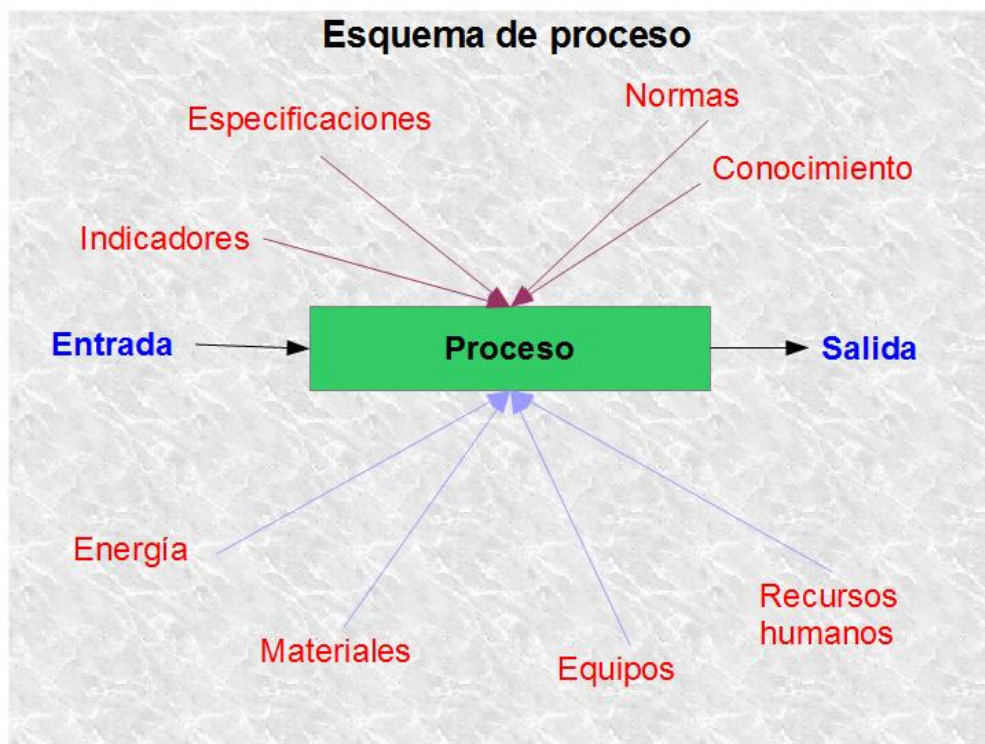 Esquema de proceso
Normas
Especificaciones
Conocimiento
Indicadores
Entrada
Proceso
Salida
Energía
Recursos
humanos
Materiales
Equipos